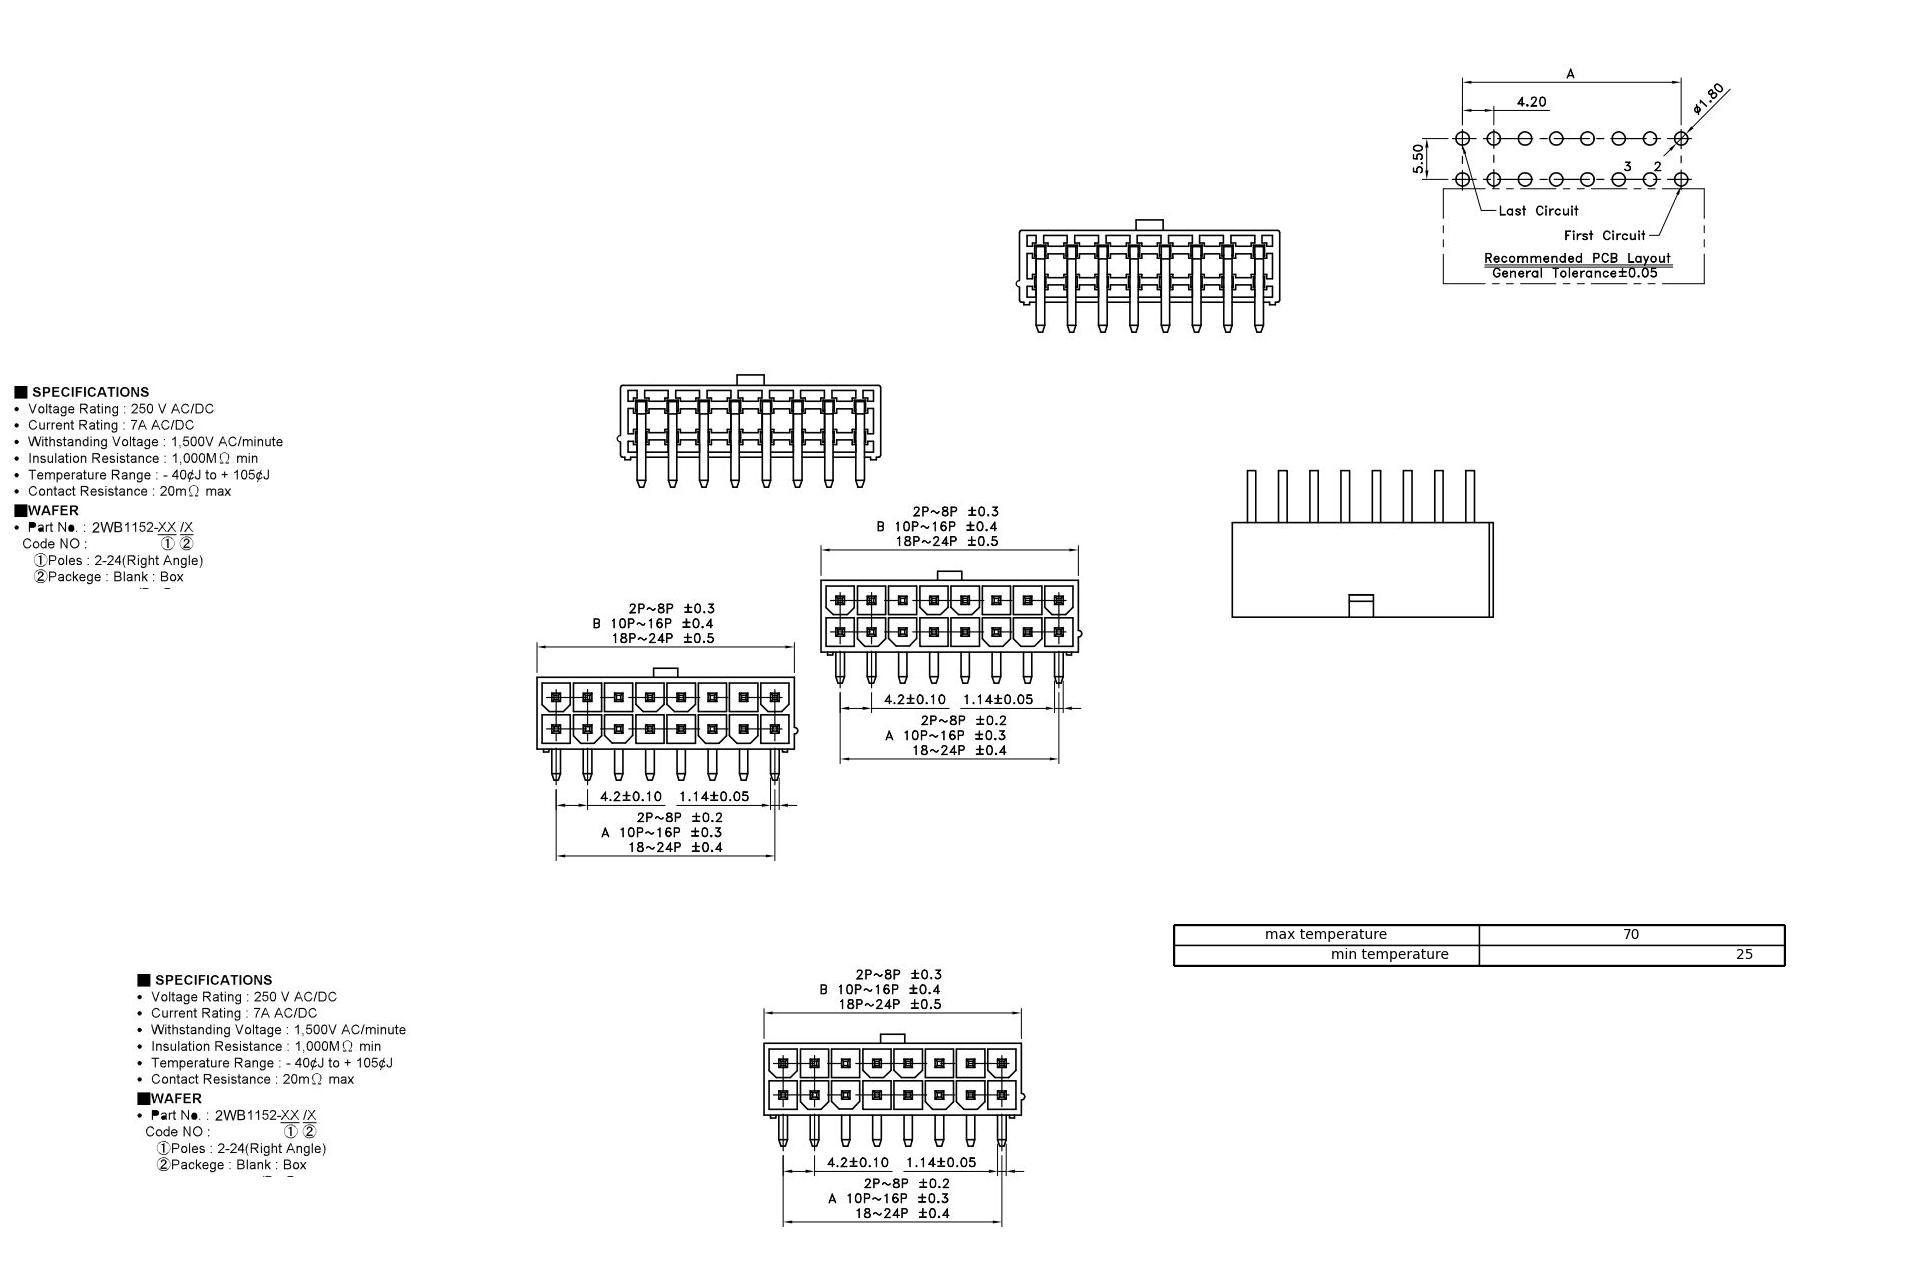 A
4.20
ø1.80
5.50
3 2
Last Circuit
First Circuit
Recommended PCB Layout
General Tolerance±0.05
■ SPECIFICATIONS
• Voltage Rating : 250 V AC/DC
• Current Rating : 7A AC/DC
• Withstanding Voltage : 1,500V AC/minute
• Insulation Resistance : 1,000MΩ min
• Temperature Range : - 40¢J to + 105¢J
• Contact Resistance : 20mΩ max
■WAFER
• Part No. : 2WB1152-XX /X
Code NO : ① ②
①Poles : 2-24(Right Angle)
②Packege : Blank : Box
2P~8P ±0.3
B 10P~16P ±0.4
18P~24P ±0.5
4.2±0.10 1.14±0.05
2P~8P ±0.2
A 10P~16P ±0.3
18~24P ±0.4
2P~8P ±0.3
B 10P~16P ±0.4
18P~24P ±0.5
4.2±0.10 1.14±0.05
2P~8P ±0.2
A 10P~16P ±0.3
18~24P ±0.4
max temperature 70
min temperature 25
■ SPECIFICATIONS
• Voltage Rating : 250 V AC/DC
• Current Rating : 7A AC/DC
• Withstanding Voltage : 1,500V AC/minute
• Insulation Resistance : 1,000MΩ min
• Temperature Range : - 40¢J to + 105¢J
• Contact Resistance : 20mΩ max
■WAFER
• Part No. : 2WB1152-XX /X
Code NO : ① ②
①Poles : 2-24(Right Angle)
②Packege : Blank : Box
2P~8P ±0.3
B 10P~16P ±0.4
18P~24P ±0.5
4.2±0.10 1.14±0.05
2P~8P ±0.2
A 10P~16P ±0.3
18~24P ±0.4